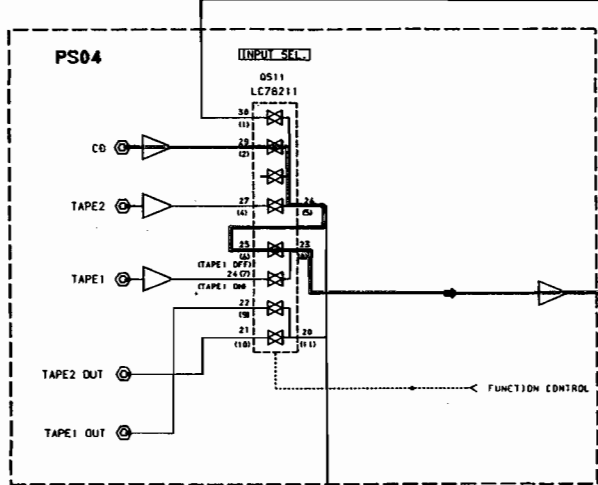 PS04
INPUT SEL.
QS11
LC78211
30
(1)
CD
29
(2)
TAPE2
27
(4)
26
(5)
25
(6)
23
(8)
(TAPE1 OFF)
TAPE1
24 (7)
(TAPE1 ON)
22
(9)
21
(10)
20
(11)
TAPE2 OUT
FUNCTION CONTROL
TAPE1 OUT